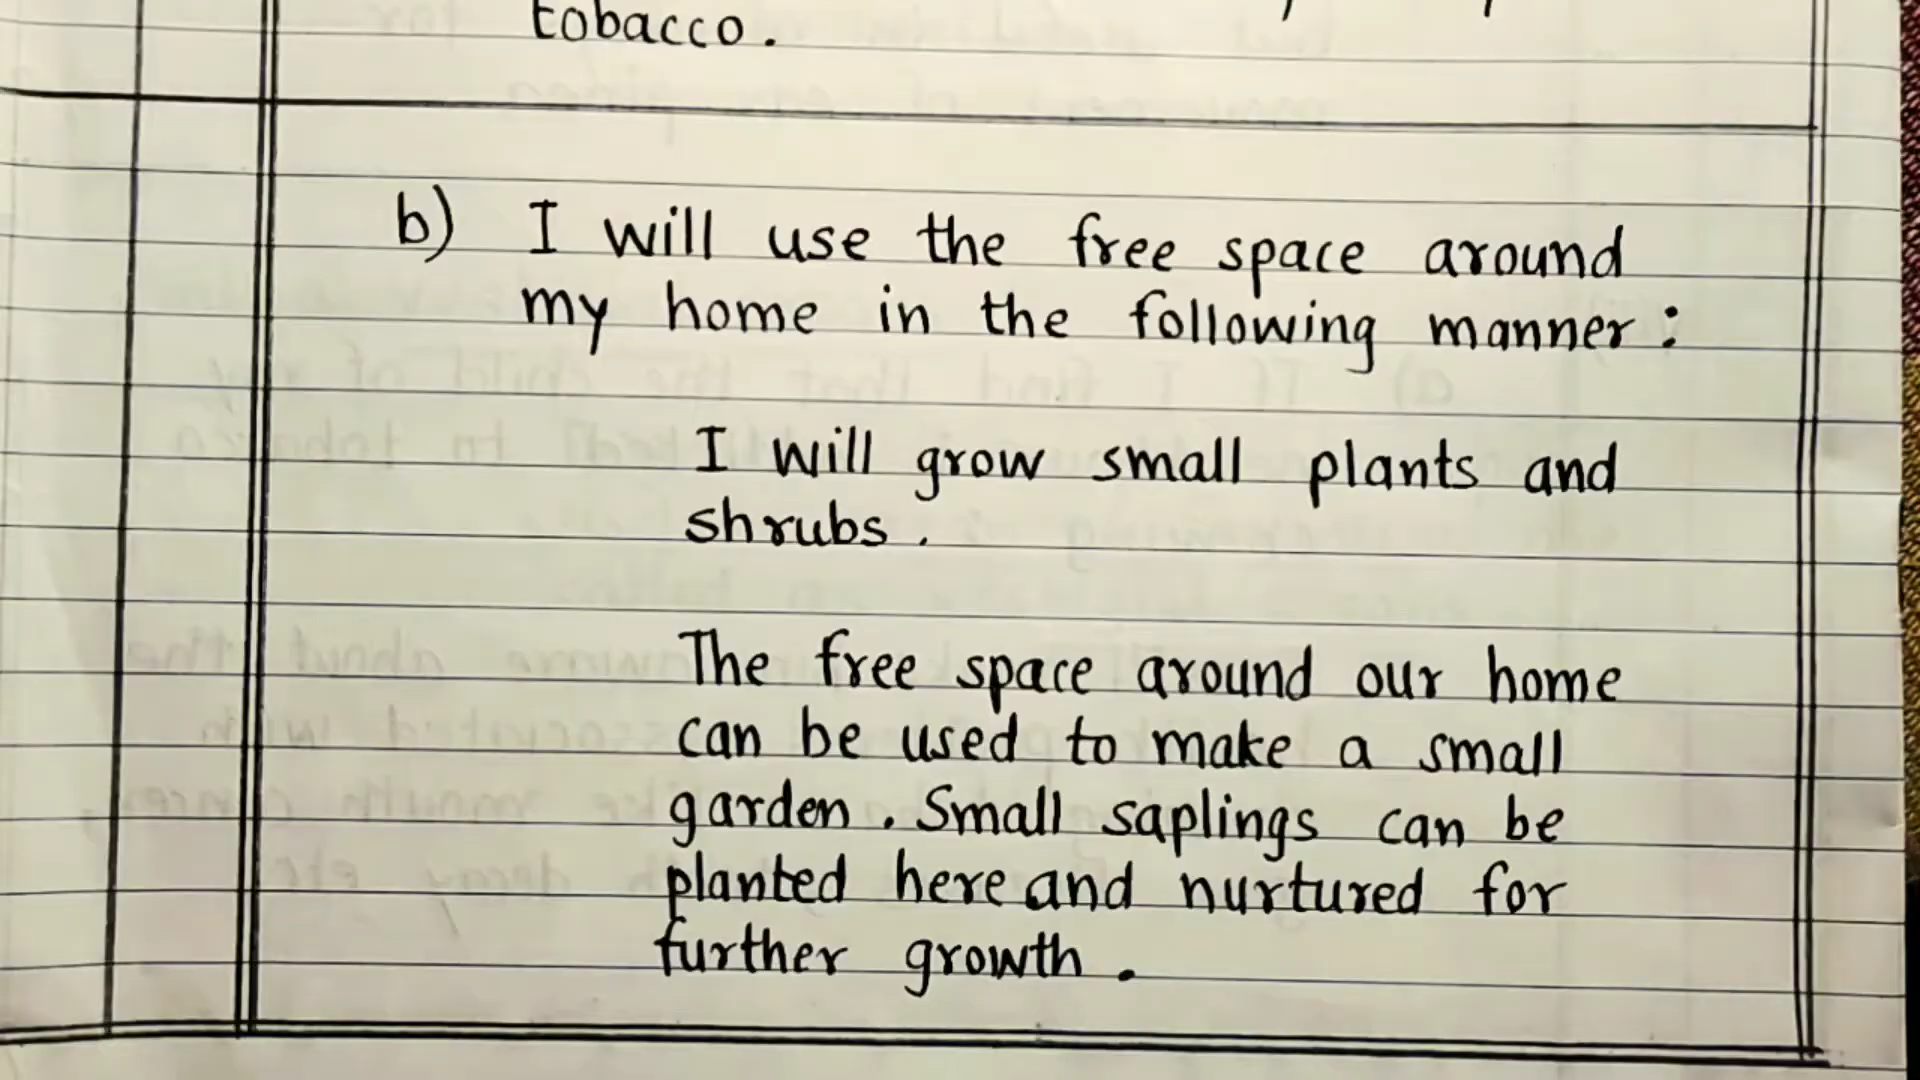 tobacco.
b) I will use the free space around
my home in the following manner:
I will grow small plants and
shrubs.
The free space around our home
can be used to make a small
garden. Small saplings can be
planted here and nurtured for
further growth.